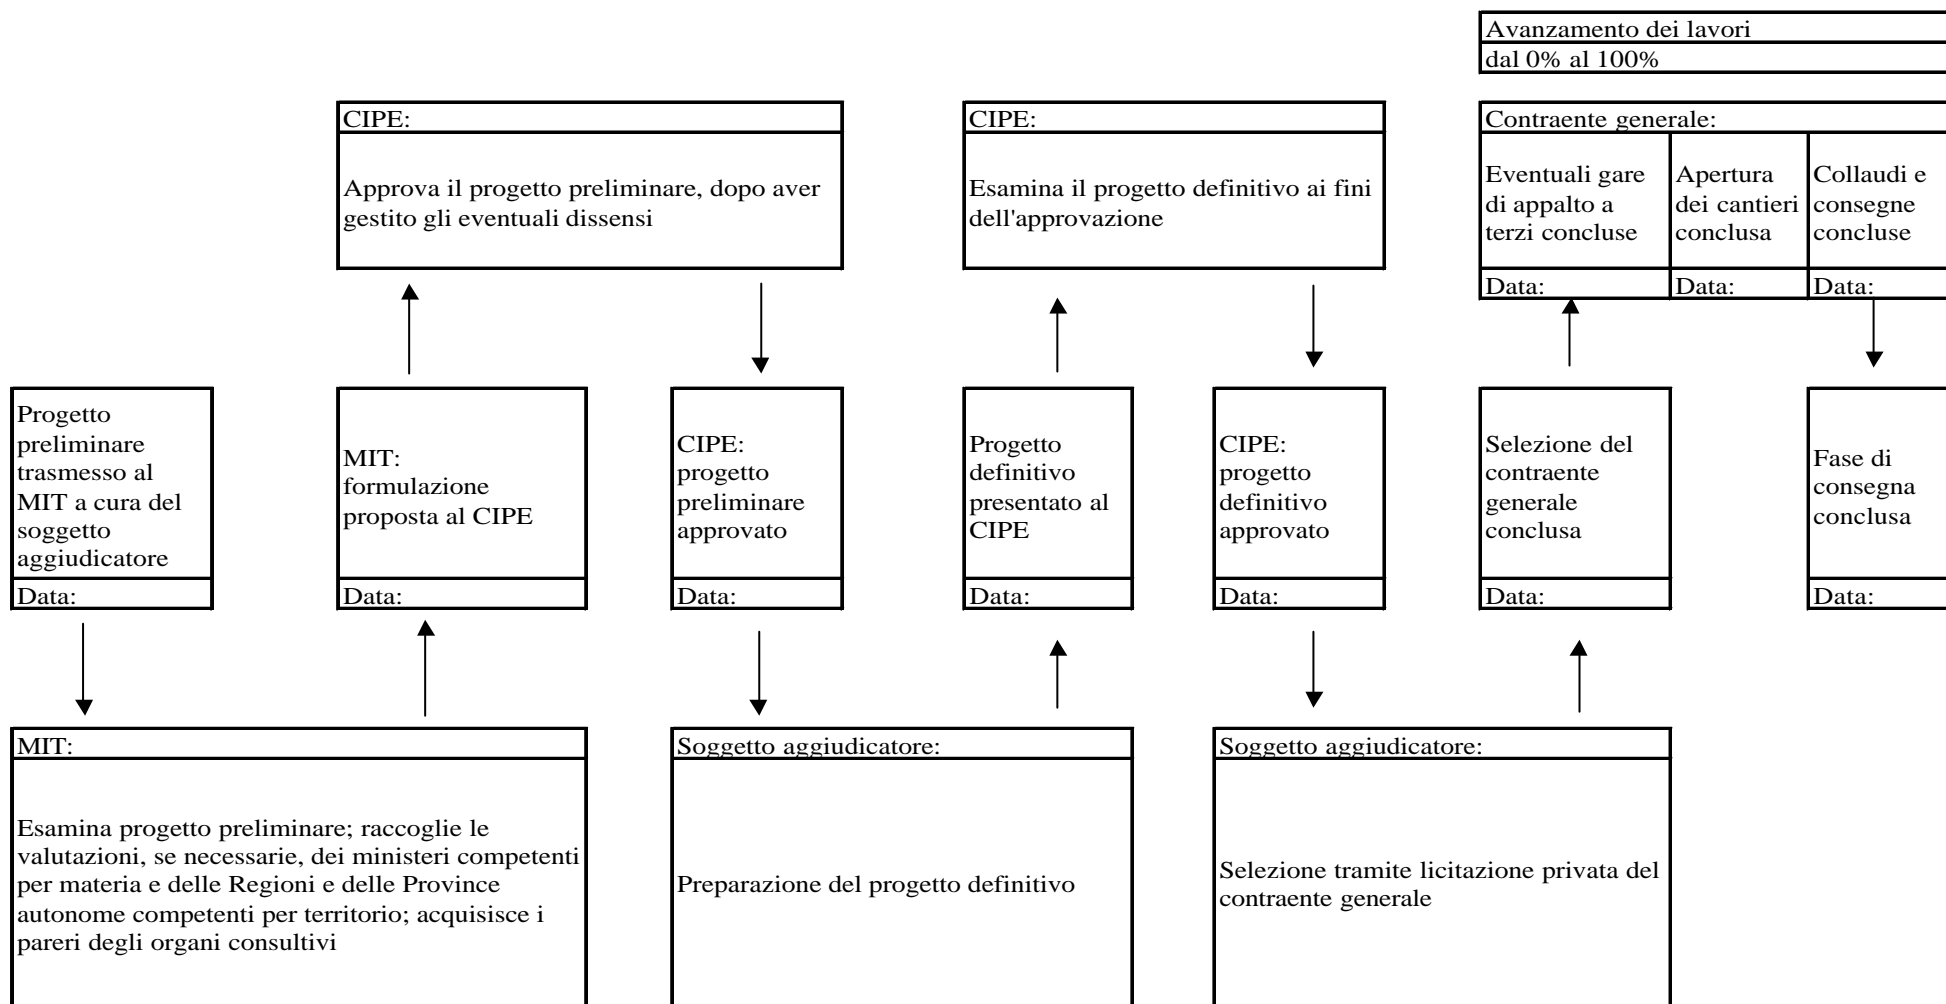 Avanzamento dei lavori
dal 0% al 100%
CIPE:
Approva il progetto preliminare, dopo aver
gestito gli eventuali dissensi
CIPE:
Esamina il progetto definitivo ai fini
dell'approvazione
Contraente generale:
Eventuali gare
di appalto a
terzi concluse
Data:
Apertura
dei cantieri
conclusa
Data:
Collaudi e
consegne
concluse
Data:
Progetto
preliminare
trasmesso al
MIT a cura del
soggetto
aggiudicatore
Data:
MIT:
formulazione
proposta al CIPE
Data:
CIPE:
progetto
preliminare
approvato
Data:
Progetto
definitivo
presentato al
CIPE
Data:
CIPE:
progetto
definitivo
approvato
Data:
Selezione del
contraente
generale
conclusa
Data:
Fase di
consegna
conclusa
Data:
MIT:
Esamina progetto preliminare; raccoglie le
valutazioni, se necessarie, dei ministeri competenti
per materia e delle Regioni e delle Province
autonome competenti per territorio; acquisisce i
pareri degli organi consultivi
Soggetto aggiudicatore:
Preparazione del progetto definitivo
Soggetto aggiudicatore:
Selezione tramite licitazione privata del
contraente generale